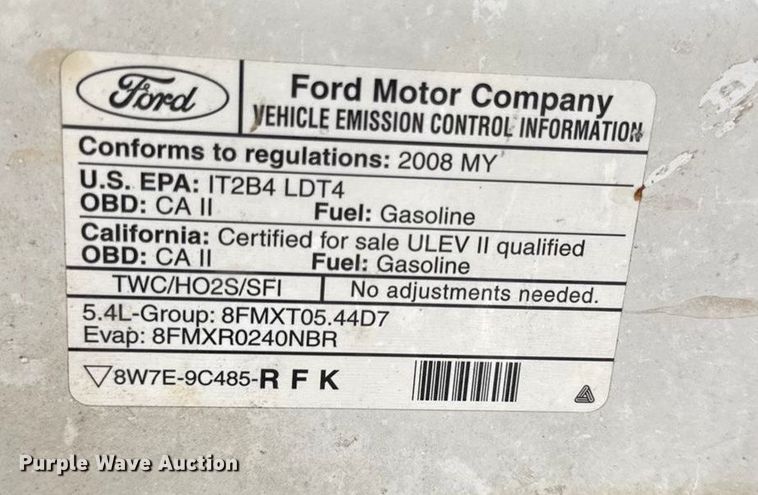 Ford
Ford Motor Company
VEHICLE EMISSION CONTROL INFORMATION
Conforms to regulations: 2008 MY
U.S. EPA: IT2B4 LDT4
OBD: CA II Fuel: Gasoline
California: Certified for sale ULEV II qualified
OBD: CA II Fuel: Gasoline
TWC/HO2S/SFI No adjustments needed.
5.4L-Group: 8FMXT05.44D7
Evap: 8FMXR0240NBR
8W7E-9C485-R F K
Purple Wave Auction